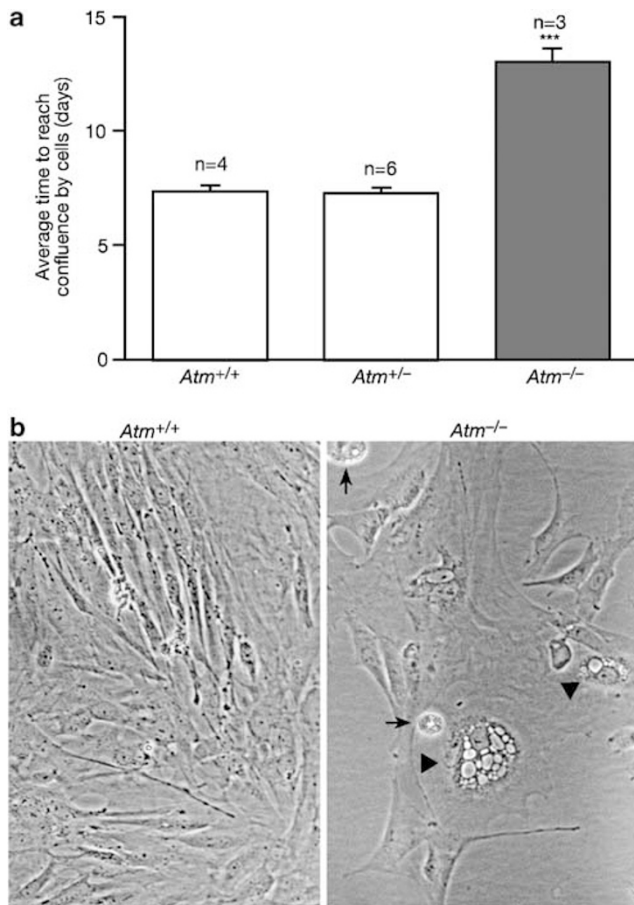 a
15
10
5
0
Average time to reach
confluence by cells (days)
n=4
n=6
n=3
***
Atm+/+
Atm+/–
Atm–/–
b
Atm+/+
Atm–/–